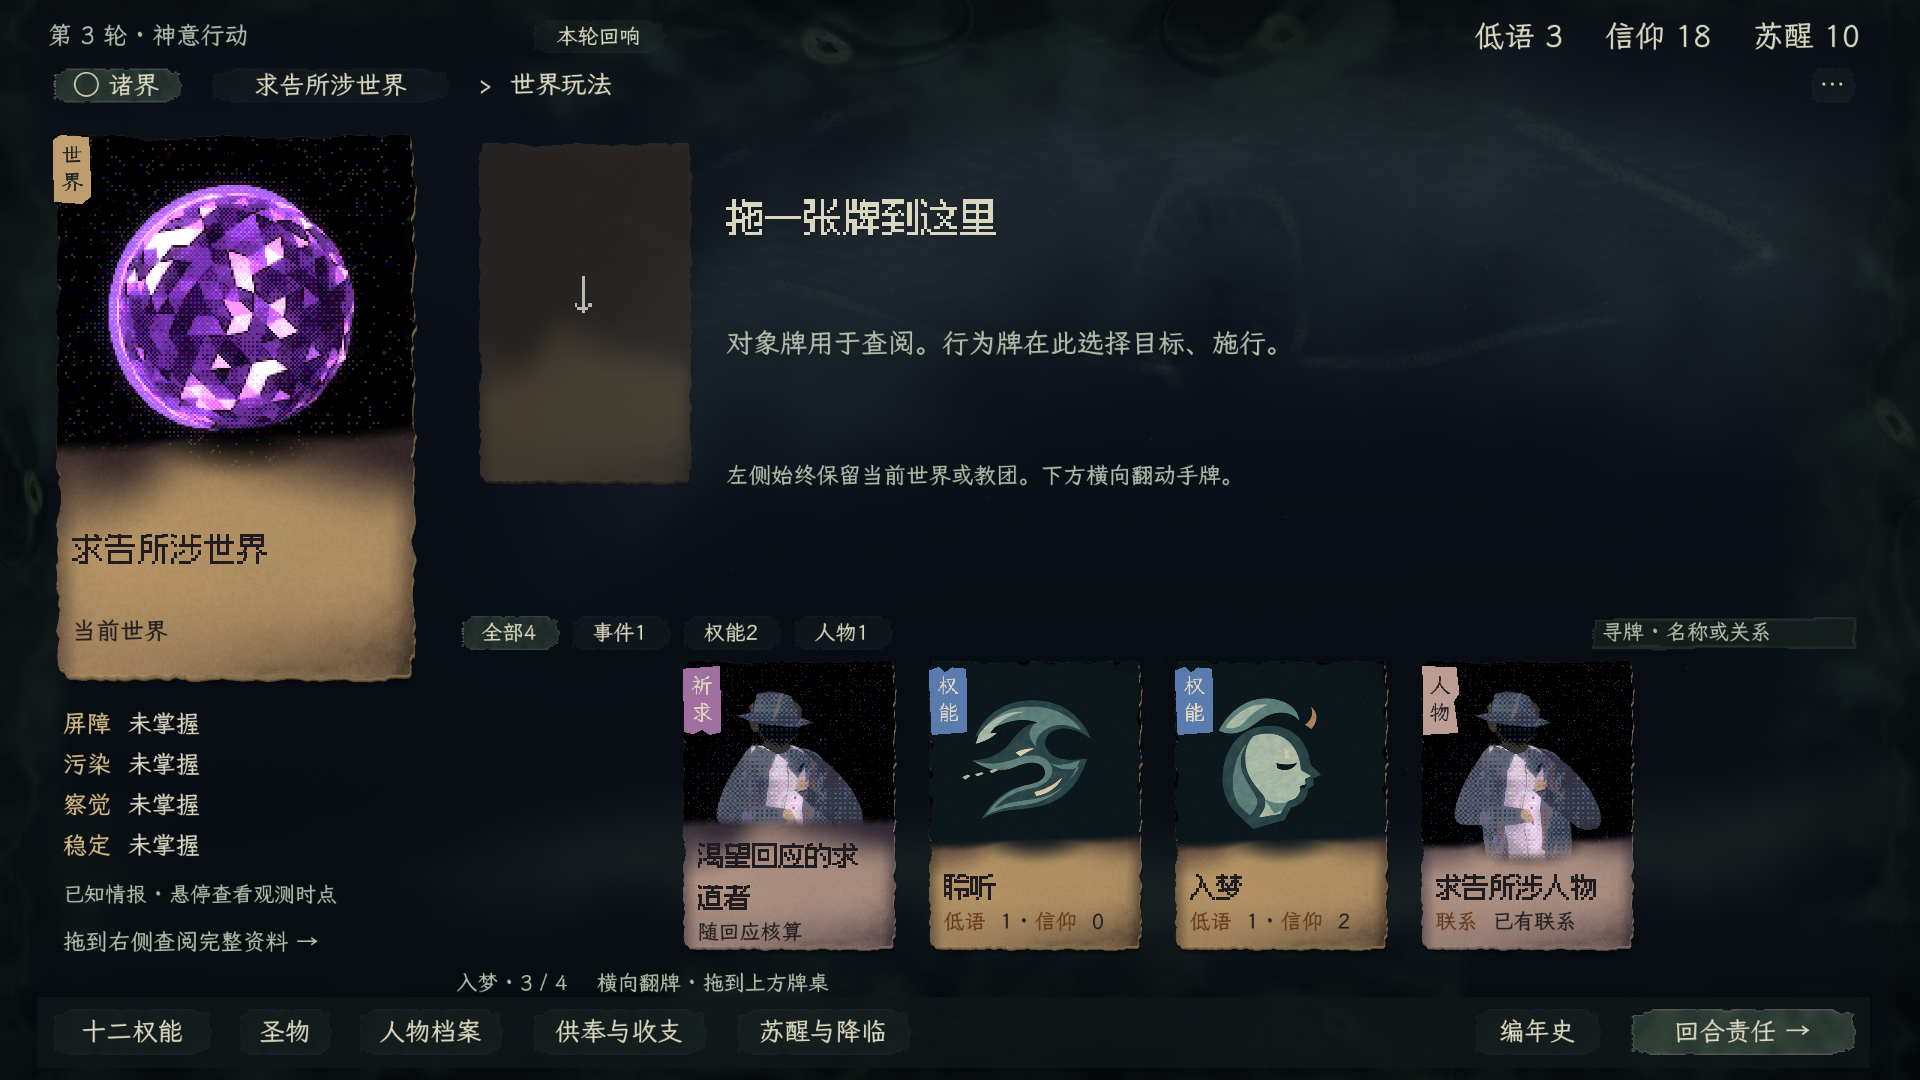 第 3 轮·神意行动
本轮回响
低语 3 信仰 18 苏醒 10
诸界
求告所涉世界
> 世界玩法
···
世界
求告所涉世界
当前世界
屏障 未掌握
污染 未掌握
察觉 未掌握
稳定 未掌握
已知情报·悬停查看观测时点
拖到右侧查阅完整资料 →
↓
拖一张牌到这里
对象牌用于查阅。行为牌在此选择目标、施行。
左侧始终保留当前世界或教团。下方横向翻动手牌。
全部4 事件1 权能2 人物1
寻牌·名称或关系
祈求
渴望回应的求
道者
随回应核算
权能
聆听
低语 1·信仰 0
权能
入梦
低语 1·信仰 2
人物
求告所涉人物
联系 已有联系
入梦·3 / 4 横向翻牌·拖到上方牌桌
十二权能 圣物 人物档案 供奉与收支 苏醒与降临 编年史 回合责任 →